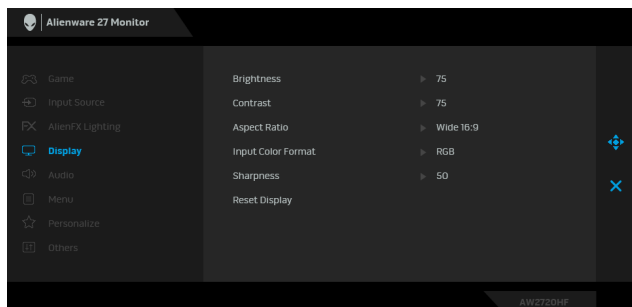 Alienware 27 Monitor
Game
Input Source
FX AlienFX Lighting
Display
Audio
Menu
Personalize
Others
Brightness 75
Contrast 75
Aspect Ratio Wide 16:9
Input Color Format RGB
Sharpness 50
Reset Display
AW2720HF